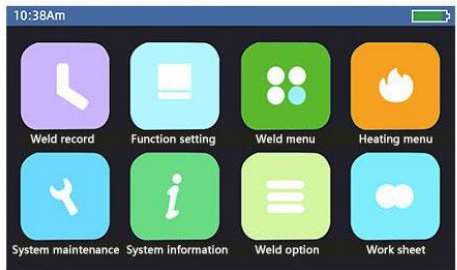 10:38Am
Weld record
Function setting
Weld menu
Heating menu
System maintenance
System information
Weld option
Work sheet